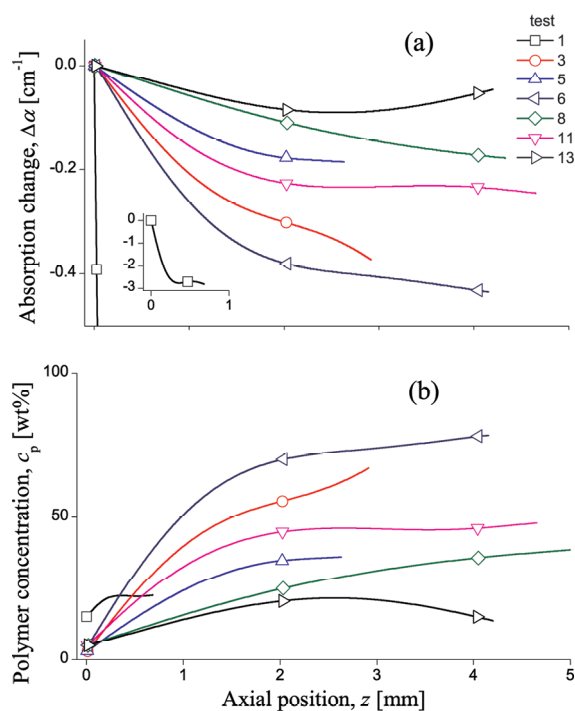 test
1
3
5
6
8
11
13
(a)
Absorption change, Δα [cm⁻¹]
0.0
-0.2
-0.4
0
-1
-2
-3
0 1
(b)
Polymer concentration, cₚ [wt%]
100
50
0
0 1 2 3 4 5
Axial position, z [mm]